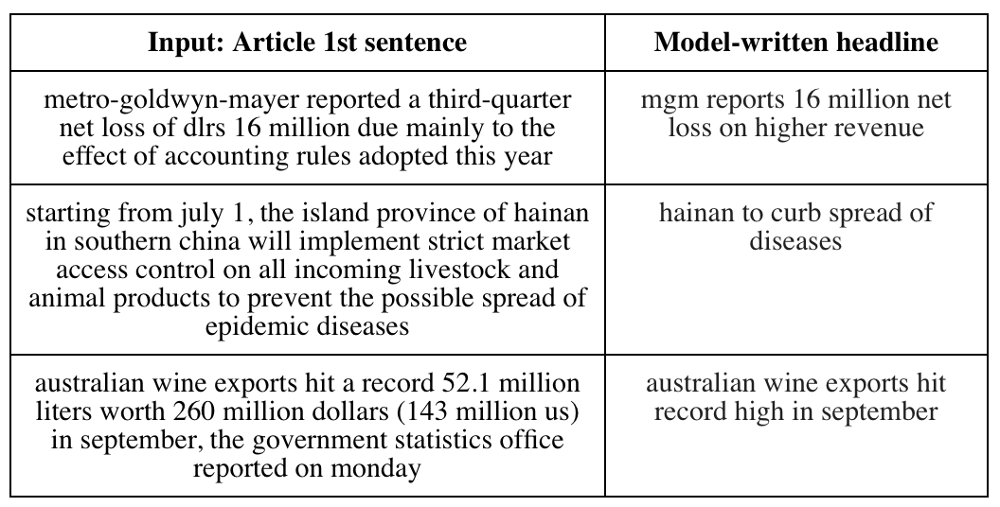 Input: Article 1st sentence
Model-written headline
metro-goldwyn-mayer reported a third-quarter
net loss of dlrs 16 million due mainly to the
effect of accounting rules adopted this year
mgm reports 16 million net
loss on higher revenue
starting from july 1, the island province of hainan
in southern china will implement strict market
access control on all incoming livestock and
animal products to prevent the possible spread of
epidemic diseases
hainan to curb spread of
diseases
australian wine exports hit a record 52.1 million
liters worth 260 million dollars (143 million us)
in september, the government statistics office
reported on monday
australian wine exports hit
record high in september